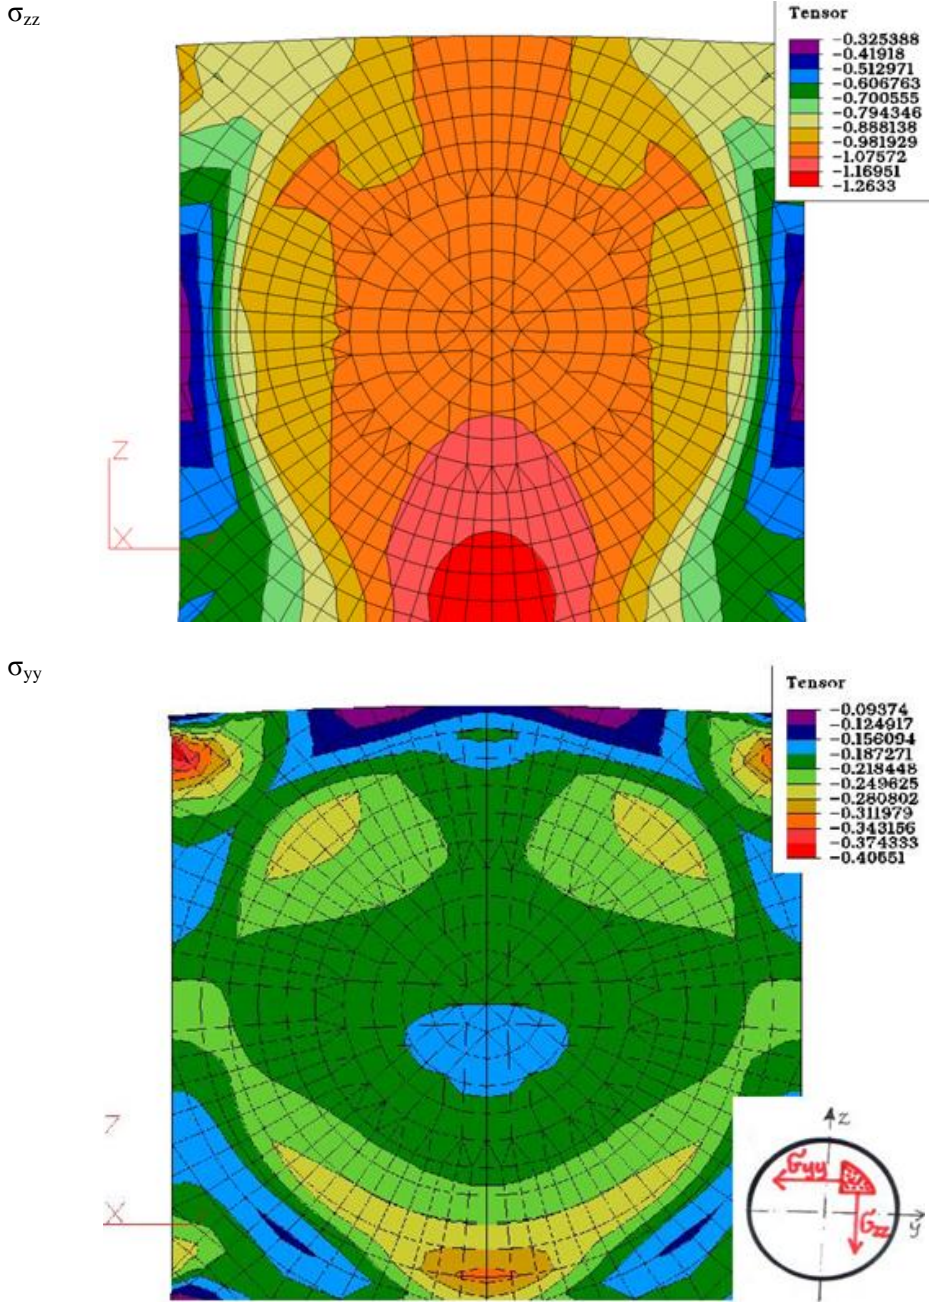 σzz
Tensor
-0.325388
-0.41918
-0.512971
-0.606763
-0.700555
-0.794346
-0.888138
-0.981929
-1.07572
-1.16951
-1.2633
Z
X
σyy
Tensor
-0.09374
-0.124917
-0.156094
-0.187271
-0.218448
-0.249625
-0.280802
-0.311979
-0.343156
-0.374333
-0.40551
Z
X
z
σyy
σzz
y